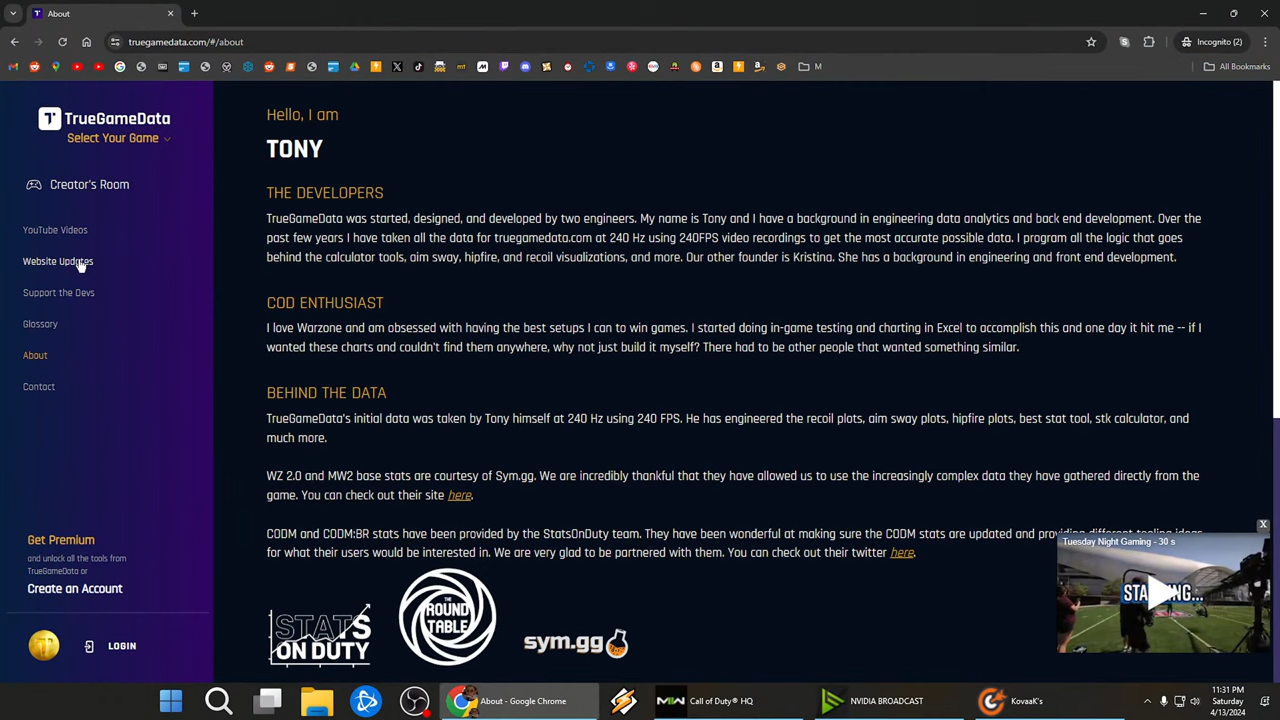 About
truegamedata.com/#/about
Incognito (2)
M
All Bookmarks
TrueGameData
Select Your Game
Creator's Room
YouTube Videos
Website Updates
Support the Devs
Glossary
About
Contact
Get Premium
and unlock all the tools from
TrueGameData or
Create an Account
LOGIN
Hello, I am
TONY
THE DEVELOPERS
TrueGameData was started, designed, and developed by two engineers. My name is Tony and I have a background in engineering data analytics and back end development. Over the
past few years I have taken all the data for truegamedata.com at 240 Hz using 240FPS video recordings to get the most accurate possible data. I program all the logic that goes
behind the calculator tools, aim sway, hipfire, and recoil visualizations, and more. Our other founder is Kristina. She has a background in engineering and front end development.
COD ENTHUSIAST
I love Warzone and am obsessed with having the best setups I can to win games. I started doing in-game testing and charting in Excel to accomplish this and one day it hit me -- if I
wanted these charts and couldn't find them anywhere, why not just build it myself? There had to be other people that wanted something similar.
BEHIND THE DATA
TrueGameData's initial data was taken by Tony himself at 240 Hz using 240 FPS. He has engineered the recoil plots, aim sway plots, hipfire plots, best stat tool, stk calculator, and
much more.
WZ 2.0 and MW2 base stats are courtesy of Sym.gg. We are incredibly thankful that they have allowed us to use the increasingly complex data they have gathered directly from the
game. You can check out their site here.
CODM and CODM:BR stats have been provided by the StatsOnDuty team. They have been wonderful at making sure the CODM stats are updated and providing different tooling ideas
for what their users would be interested in. We are very glad to be partnered with them. You can check out their twitter here.
STATS
ON DUTY
THE
ROUND
TABLE
sym.gg
X
Tuesday Night Gaming - 30 s
About - Google Chrome
Call of Duty® HQ
NVIDIA BROADCAST
KovaaK's
11:31 PM
Saturday
4/13/2024